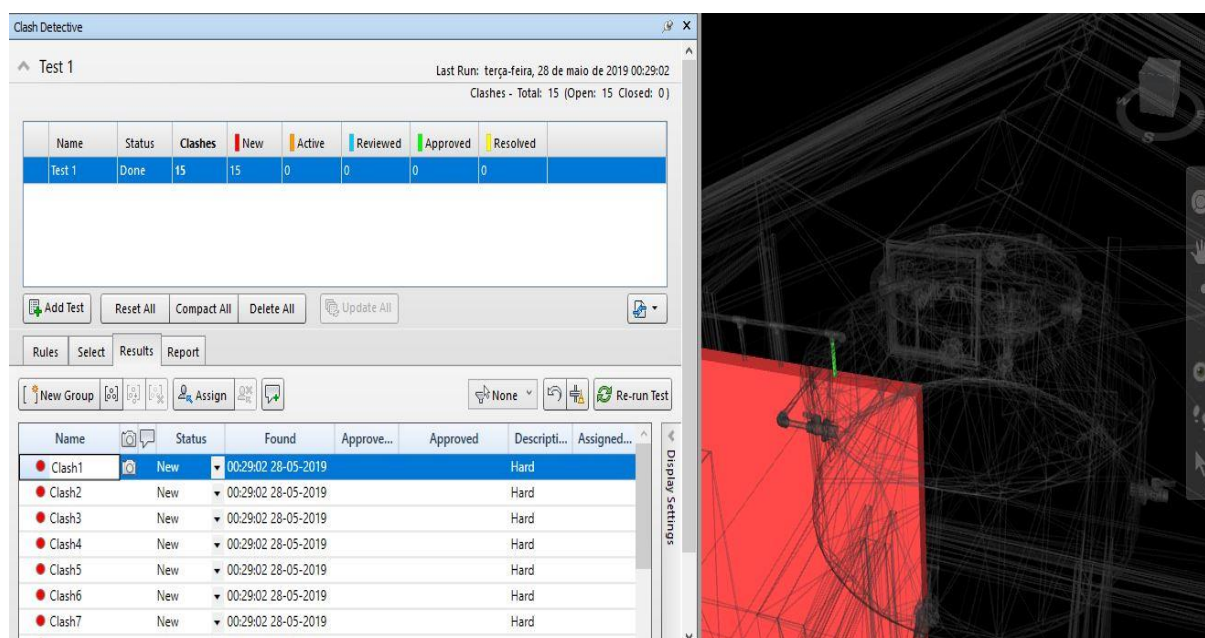 Clash Detective
Test 1
Last Run: terça-feira, 28 de maio de 2019 00:29:02
Clashes - Total: 15 (Open: 15 Closed: 0)
Name Status Clashes New Active Reviewed Approved Resolved
Test 1 Done 15 15 0 0 0 0
Add Test Reset All Compact All Delete All Update All
Rules Select Results Report
New Group Assign None Re-run Test
Name Status Found Approve... Approved Descripti... Assigned...
Clash1 New 00:29:02 28-05-2019 Hard
Clash2 New 00:29:02 28-05-2019 Hard
Clash3 New 00:29:02 28-05-2019 Hard
Clash4 New 00:29:02 28-05-2019 Hard
Clash5 New 00:29:02 28-05-2019 Hard
Clash6 New 00:29:02 28-05-2019 Hard
Clash7 New 00:29:02 28-05-2019 Hard
Display Settings
W
S
E